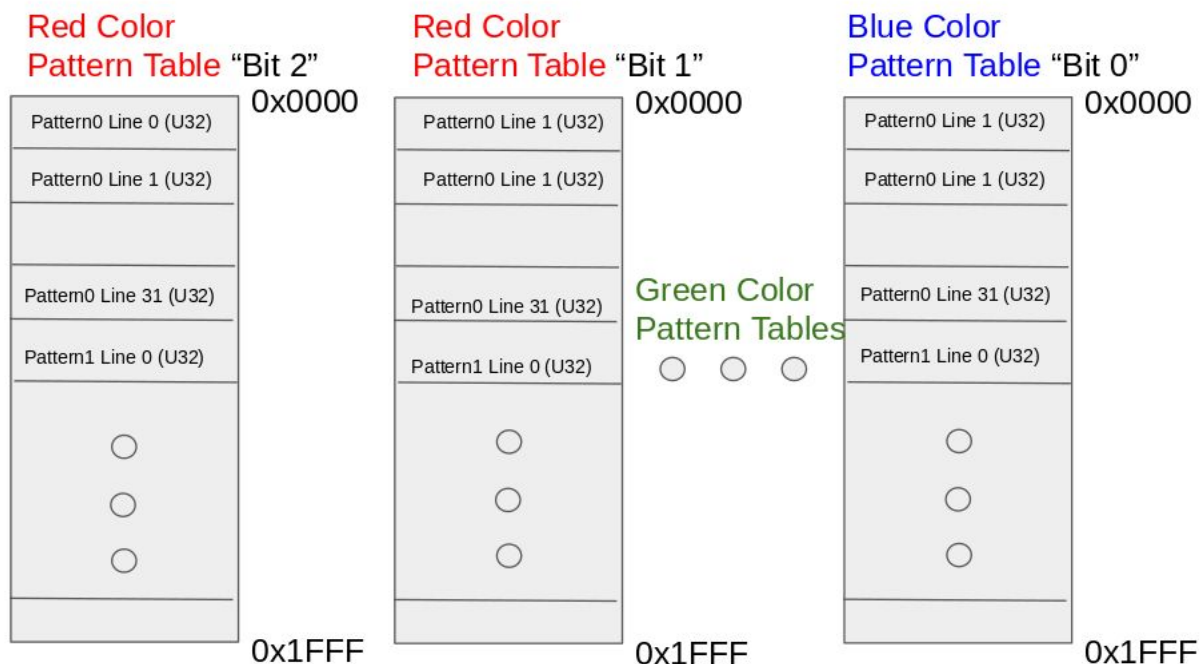 Red Color
Pattern Table “Bit 2”
0x0000
Pattern0 Line 0 (U32)
Pattern0 Line 1 (U32)
Pattern0 Line 31 (U32)
Pattern1 Line 0 (U32)
0x1FFF
Red Color
Pattern Table “Bit 1”
0x0000
Pattern0 Line 1 (U32)
Pattern0 Line 1 (U32)
Pattern0 Line 31 (U32)
Pattern1 Line 0 (U32)
0x1FFF
Green Color
Pattern Tables
Blue Color
Pattern Table “Bit 0”
0x0000
Pattern0 Line 1 (U32)
Pattern0 Line 1 (U32)
Pattern0 Line 31 (U32)
Pattern1 Line 0 (U32)
0x1FFF